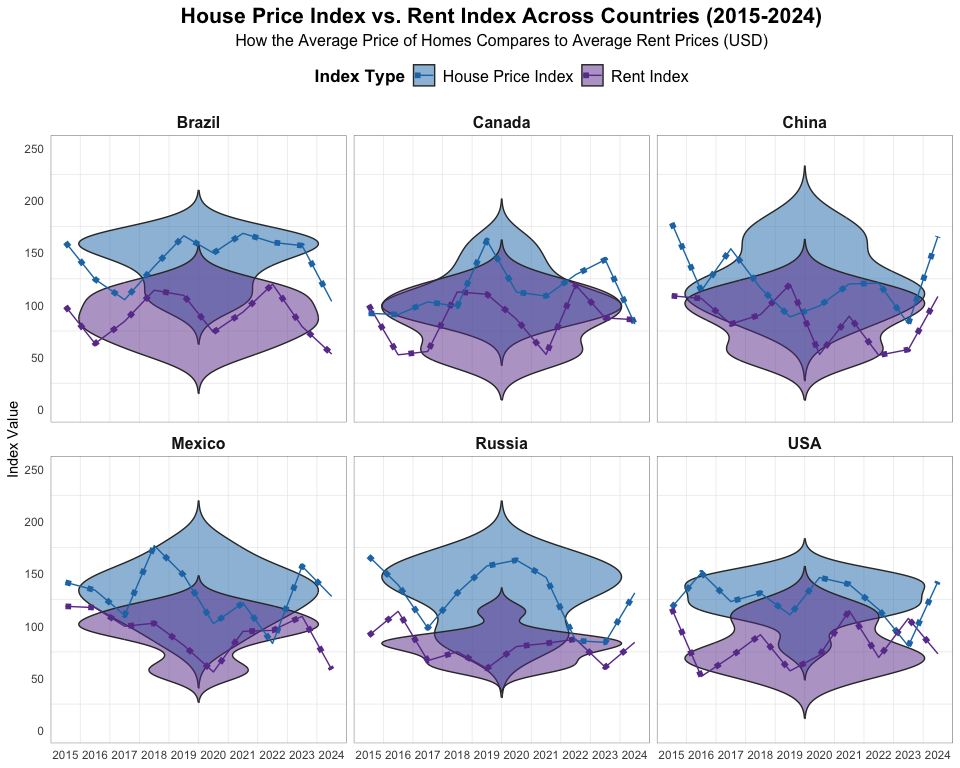 House Price Index vs. Rent Index Across Countries (2015-2024)
How the Average Price of Homes Compares to Average Rent Prices (USD)
Index Type House Price Index Rent Index
Brazil Canada China
250
200
150
100
50
0
Index Value
Mexico Russia USA
250
200
150
100
50
0
2015 2016 2017 2018 2019 2020 2021 2022 2023 2024 2015 2016 2017 2018 2019 2020 2021 2022 2023 2024 2015 2016 2017 2018 2019 2020 2021 2022 2023 2024